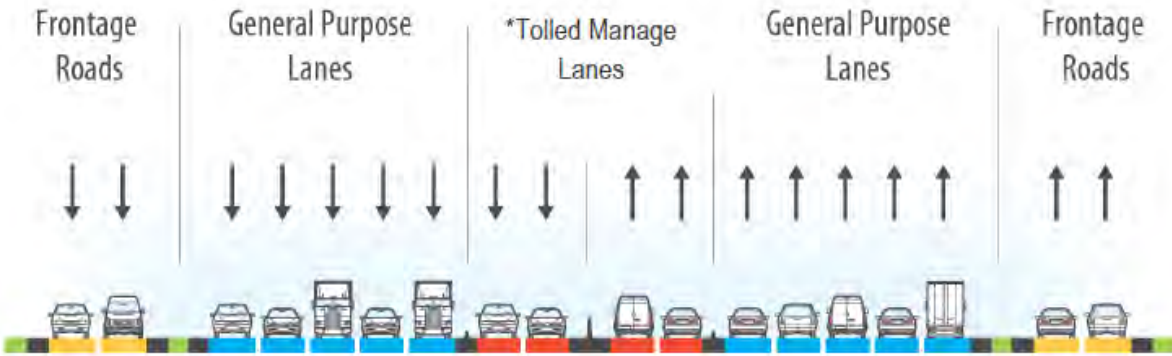 Frontage
Roads
General Purpose
Lanes
*Tolled Manage
Lanes
General Purpose
Lanes
Frontage
Roads